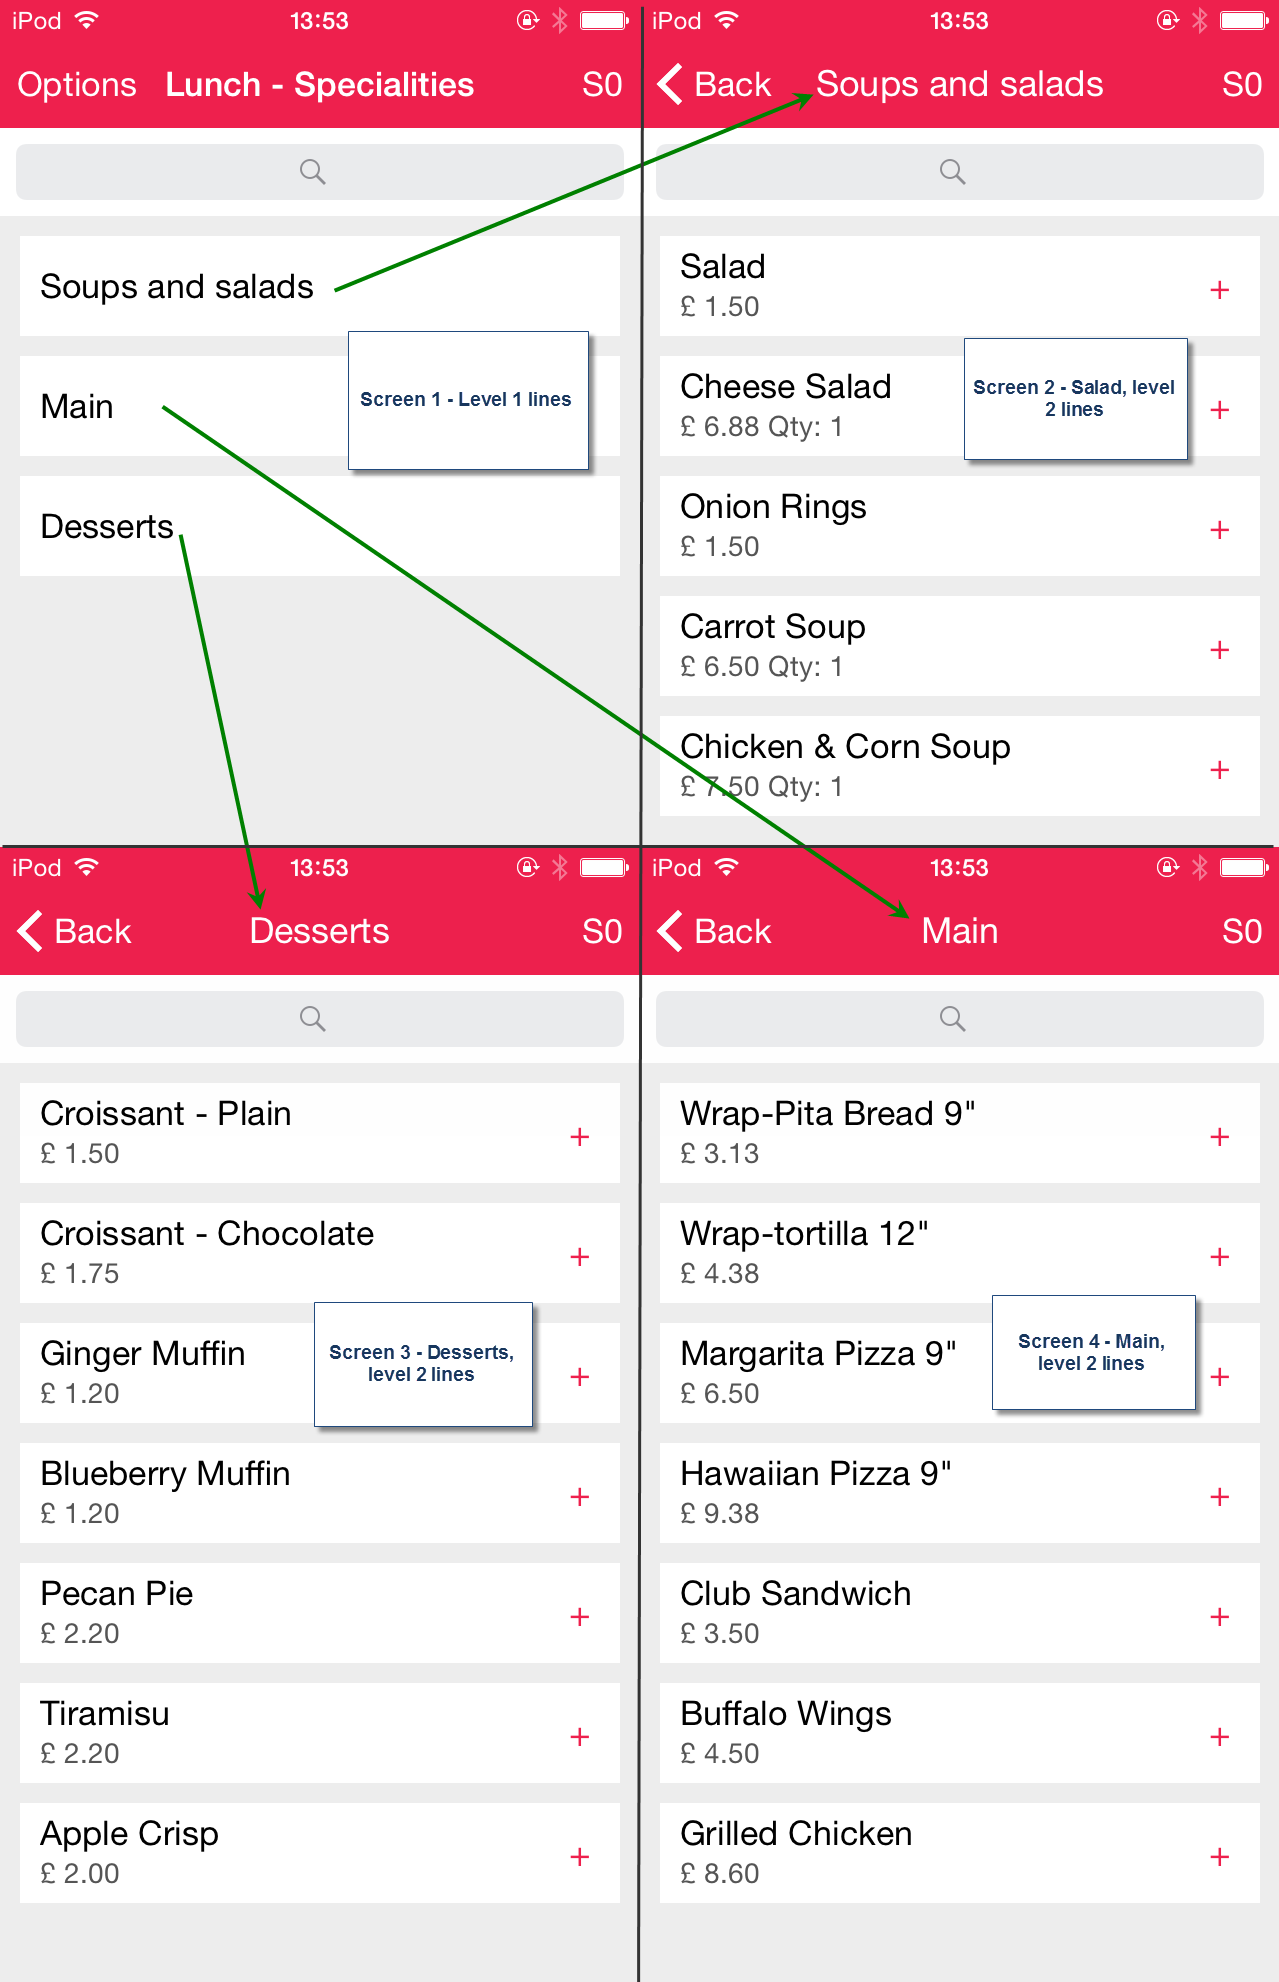 iPod 13:53
Options Lunch - Specialities S0
Soups and salads
Main
Screen 1 - Level 1 lines
Desserts
iPod 13:53
Back Soups and salads S0
Salad
£ 1.50
+
Cheese Salad
£ 6.88 Qty: 1
+
Screen 2 - Salad, level
2 lines
Onion Rings
£ 1.50
+
Carrot Soup
£ 6.50 Qty: 1
+
Chicken & Corn Soup
£ 7.50 Qty: 1
+
iPod 13:53
Back Desserts S0
Croissant - Plain
£ 1.50
+
Croissant - Chocolate
£ 1.75
+
Ginger Muffin
£ 1.20
+
Screen 3 - Desserts,
level 2 lines
Blueberry Muffin
£ 1.20
+
Pecan Pie
£ 2.20
+
Tiramisu
£ 2.20
+
Apple Crisp
£ 2.00
+
iPod 13:53
Back Main S0
Wrap-Pita Bread 9"
£ 3.13
+
Wrap-tortilla 12"
£ 4.38
+
Margarita Pizza 9"
£ 6.50
+
Screen 4 - Main,
level 2 lines
Hawaiian Pizza 9"
£ 9.38
+
Club Sandwich
£ 3.50
+
Buffalo Wings
£ 4.50
+
Grilled Chicken
£ 8.60
+